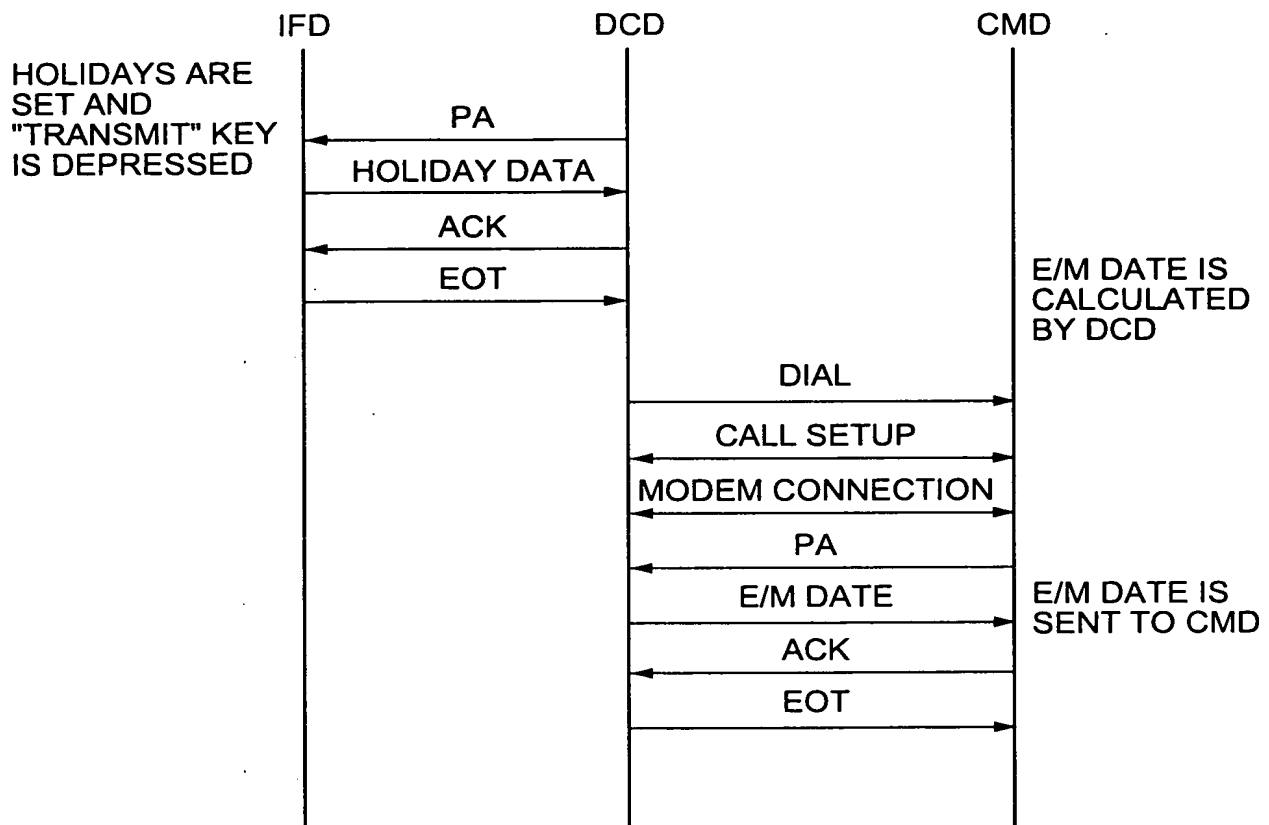 IFD DCD CMD
HOLIDAYS ARE
SET AND
"TRANSMIT" KEY
IS DEPRESSED
PA
HOLIDAY DATA
ACK
EOT
E/M DATE IS
CALCULATED
BY DCD
DIAL
CALL SETUP
MODEM CONNECTION
PA
E/M DATE
E/M DATE IS
SENT TO CMD
ACK
EOT